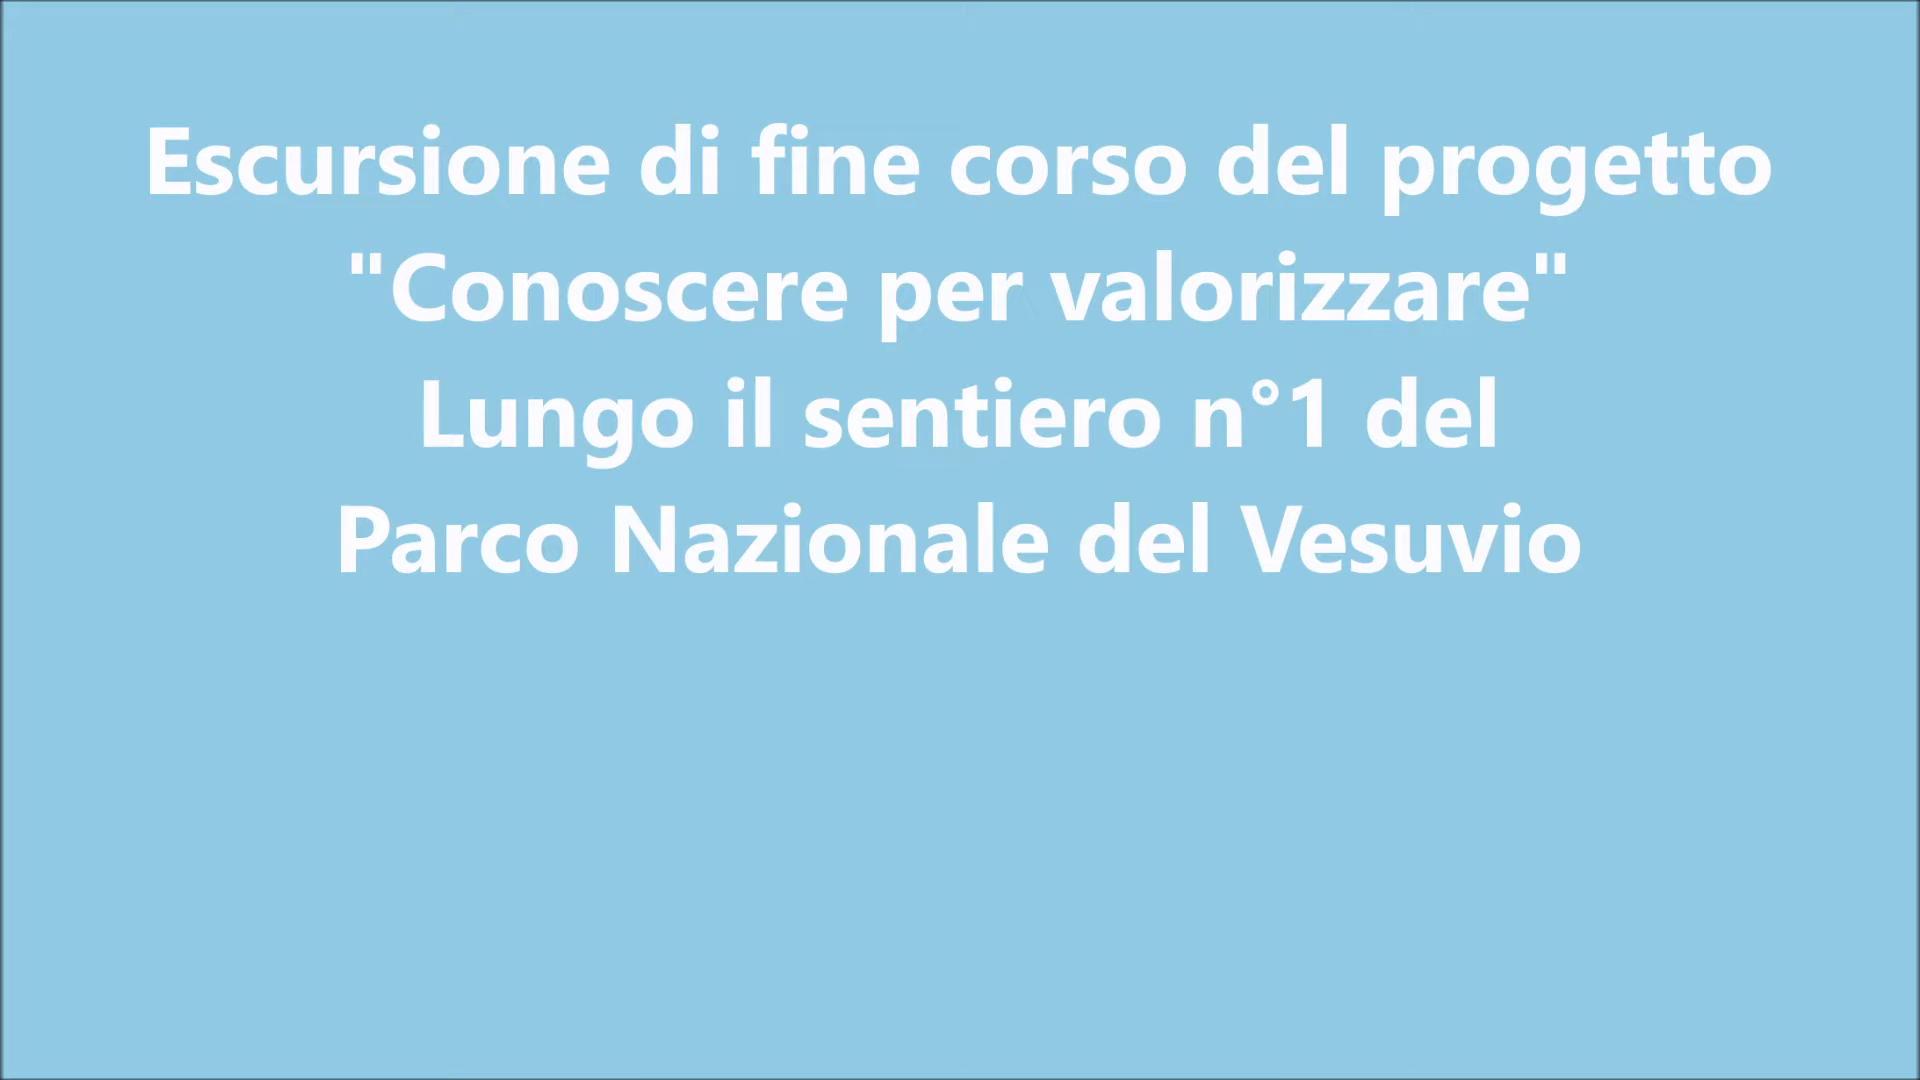 Escursione di fine corso del progetto
"Conoscere per valorizzare"
Lungo il sentiero n°1 del
Parco Nazionale del Vesuvio